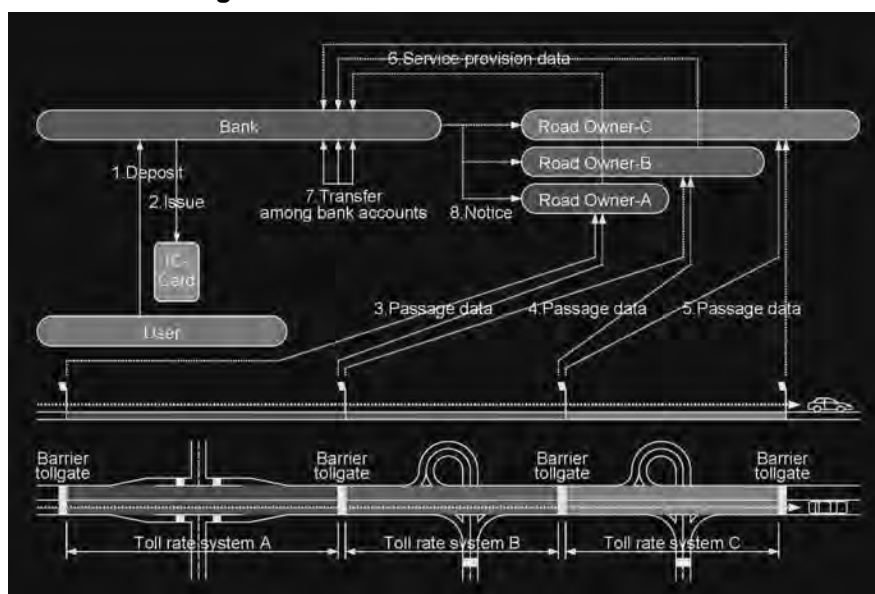 6.Service provision data
Bank
Road Owner-C
Road Owner-B
Road Owner-A
1.Deposit
2.Issue
7.Transfer
among bank accounts
8.Notice
IC-
Card
User
3.Passage data
4.Passage data
5.Passage data
Barrier
tollgate
Barrier
tollgate
Barrier
tollgate
Barrier
tollgate
Toll rate system A
Toll rate system B
Toll rate system C